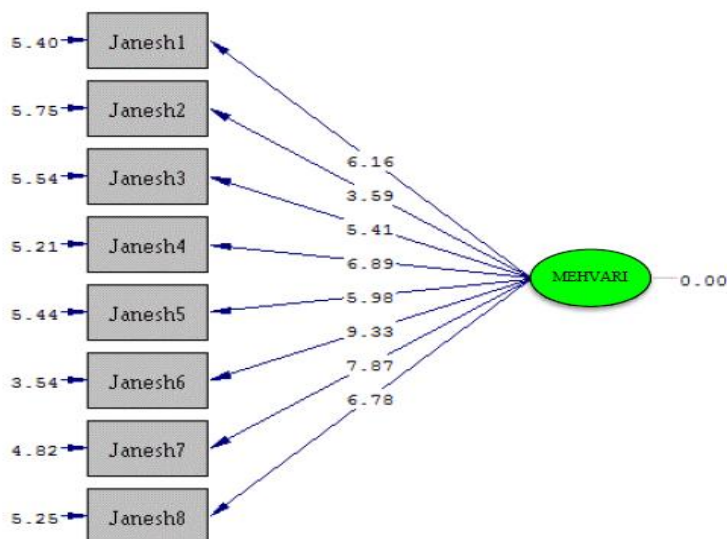 5.40 Janesh1
5.75 Janesh2
5.54 Janesh3
5.21 Janesh4
5.44 Janesh5
3.54 Janesh6
4.82 Janesh7
5.25 Janesh8
6.16
3.59
5.41
6.89
5.98
9.33
7.87
6.78
MEHVARI 0.00